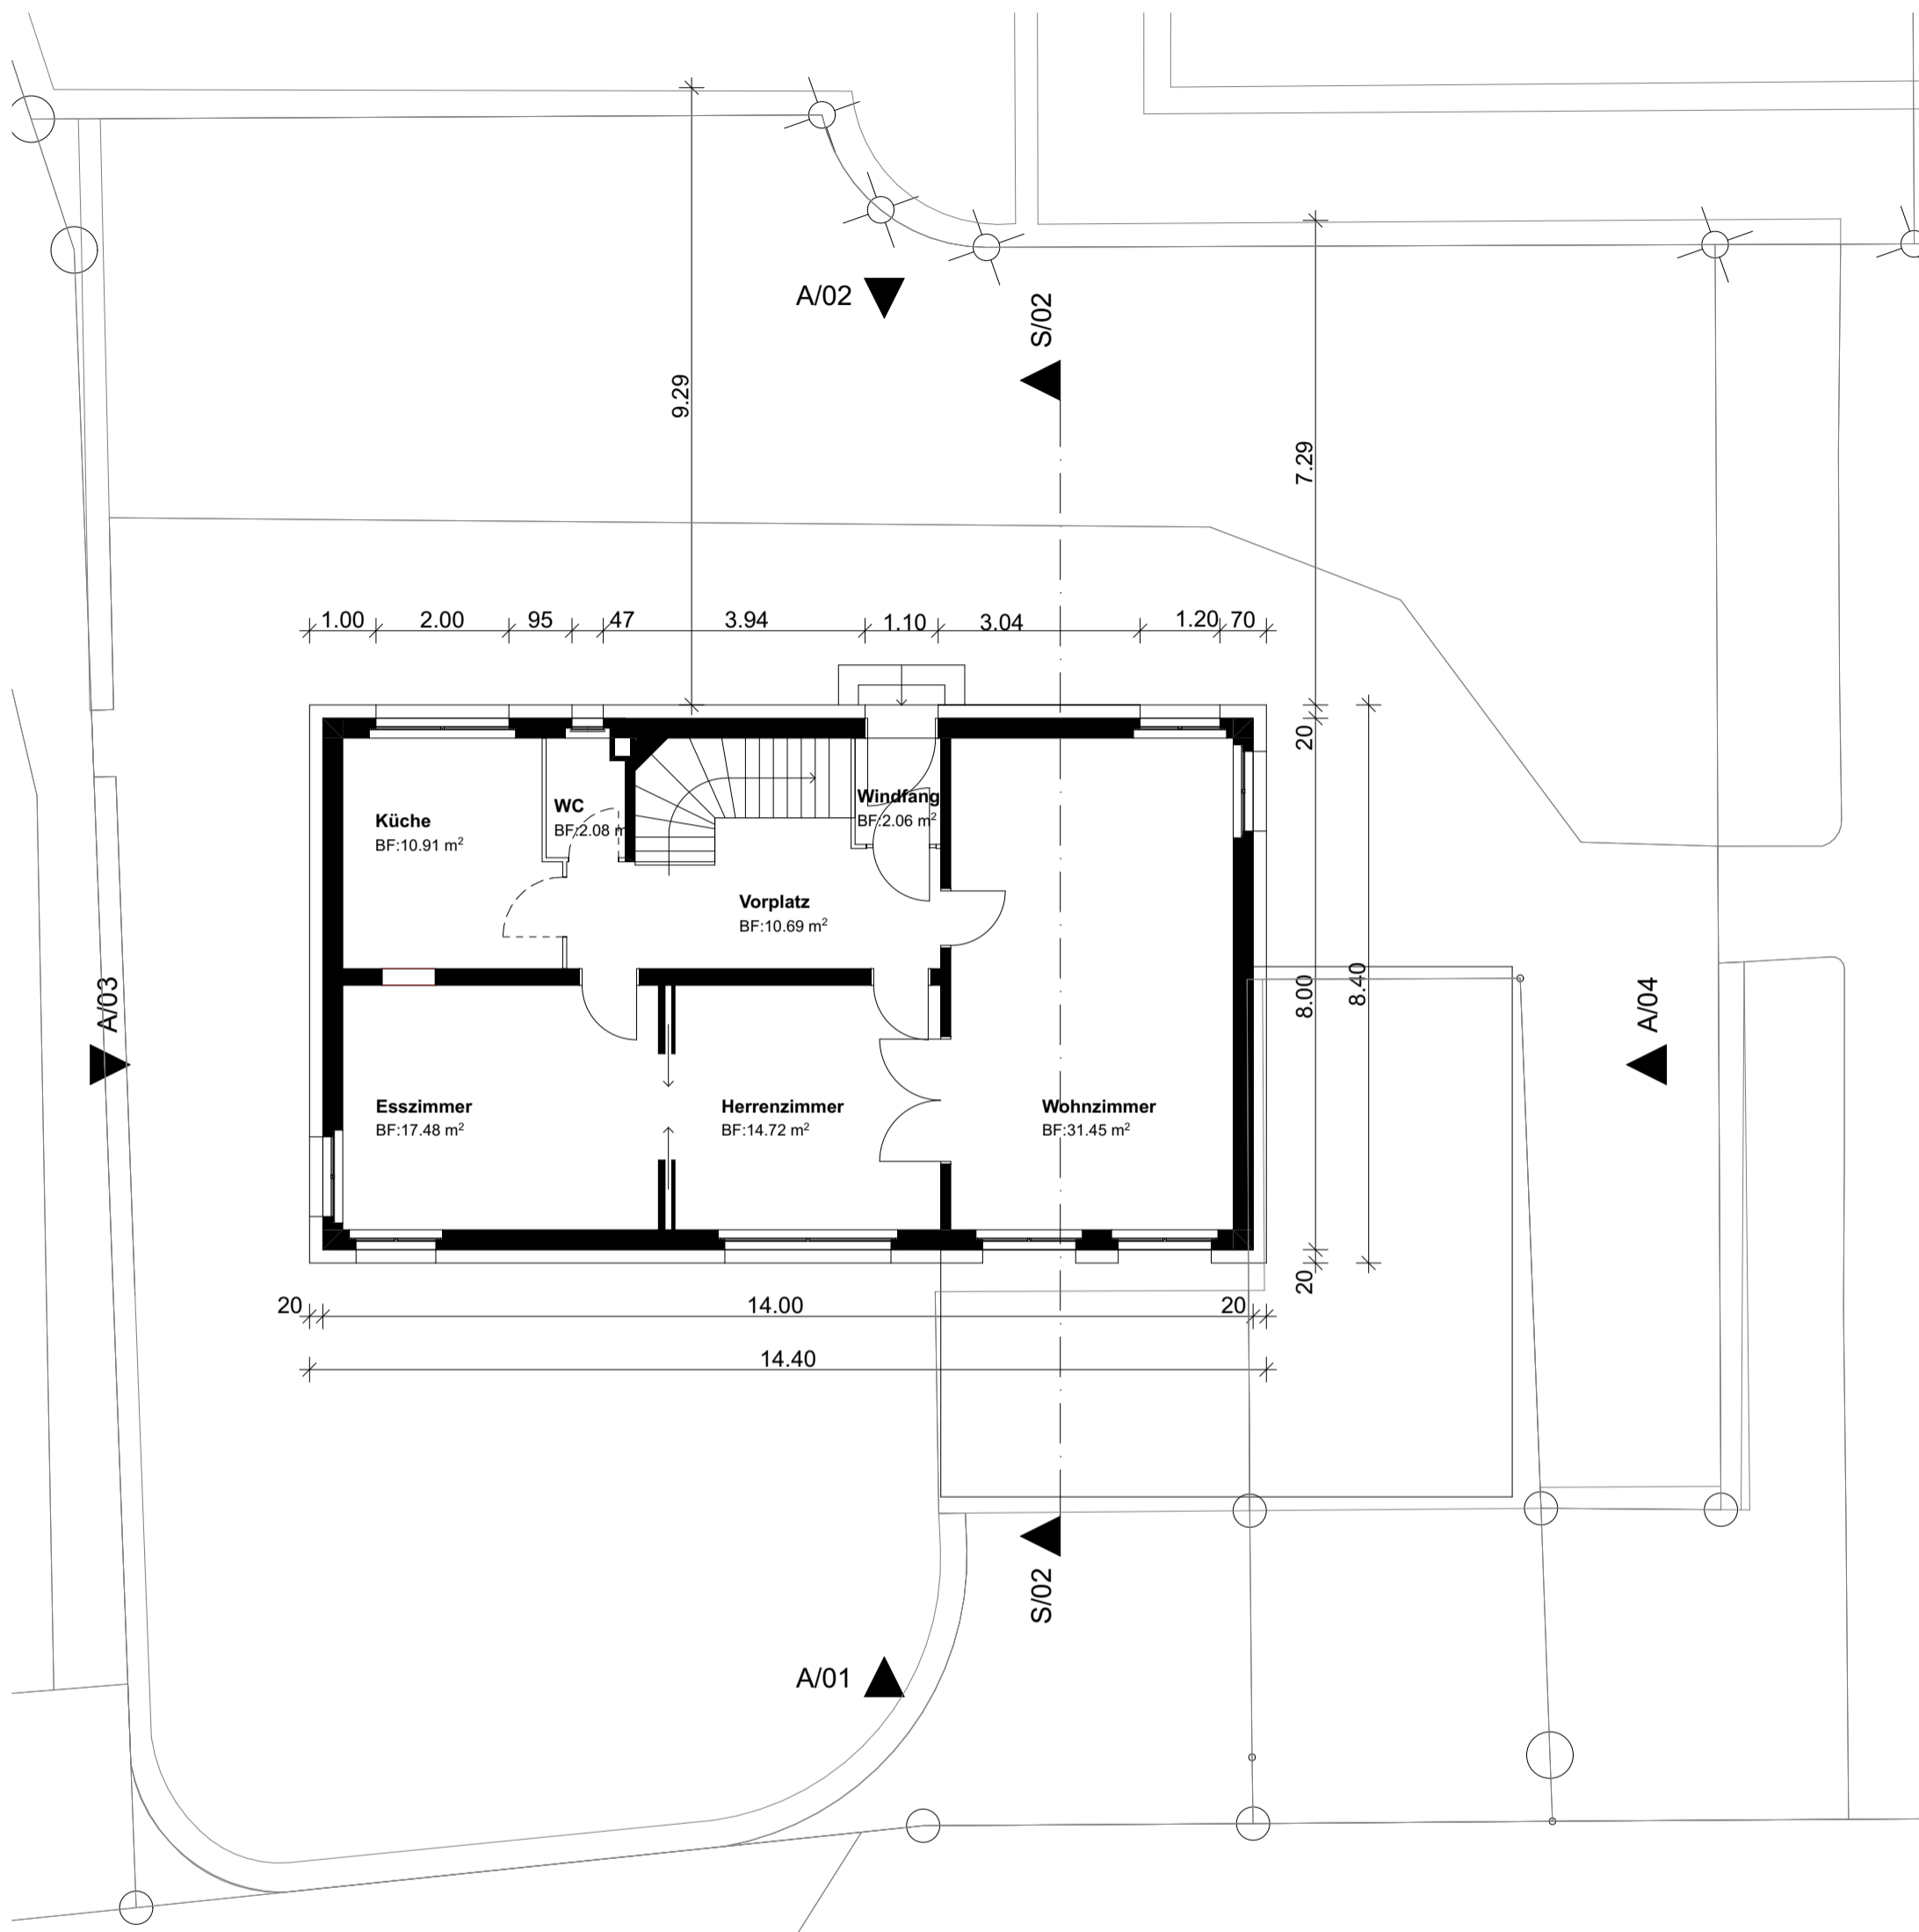 A/02
S/02
9.29
7.29
1.00 2.00 95 47 3.94 1.10 3.04 1.20 70
20
Küche
BF:10.91 m²
WC
BF:2.08 m
Windfang
BF:2.06 m²
Vorplatz
BF:10.69 m²
A/03
8.00
8.40
A/04
Esszimmer
BF:17.48 m²
Herrenzimmer
BF:14.72 m²
Wohnzimmer
BF:31.45 m²
20
20 14.00 20
14.40
S/02
A/01